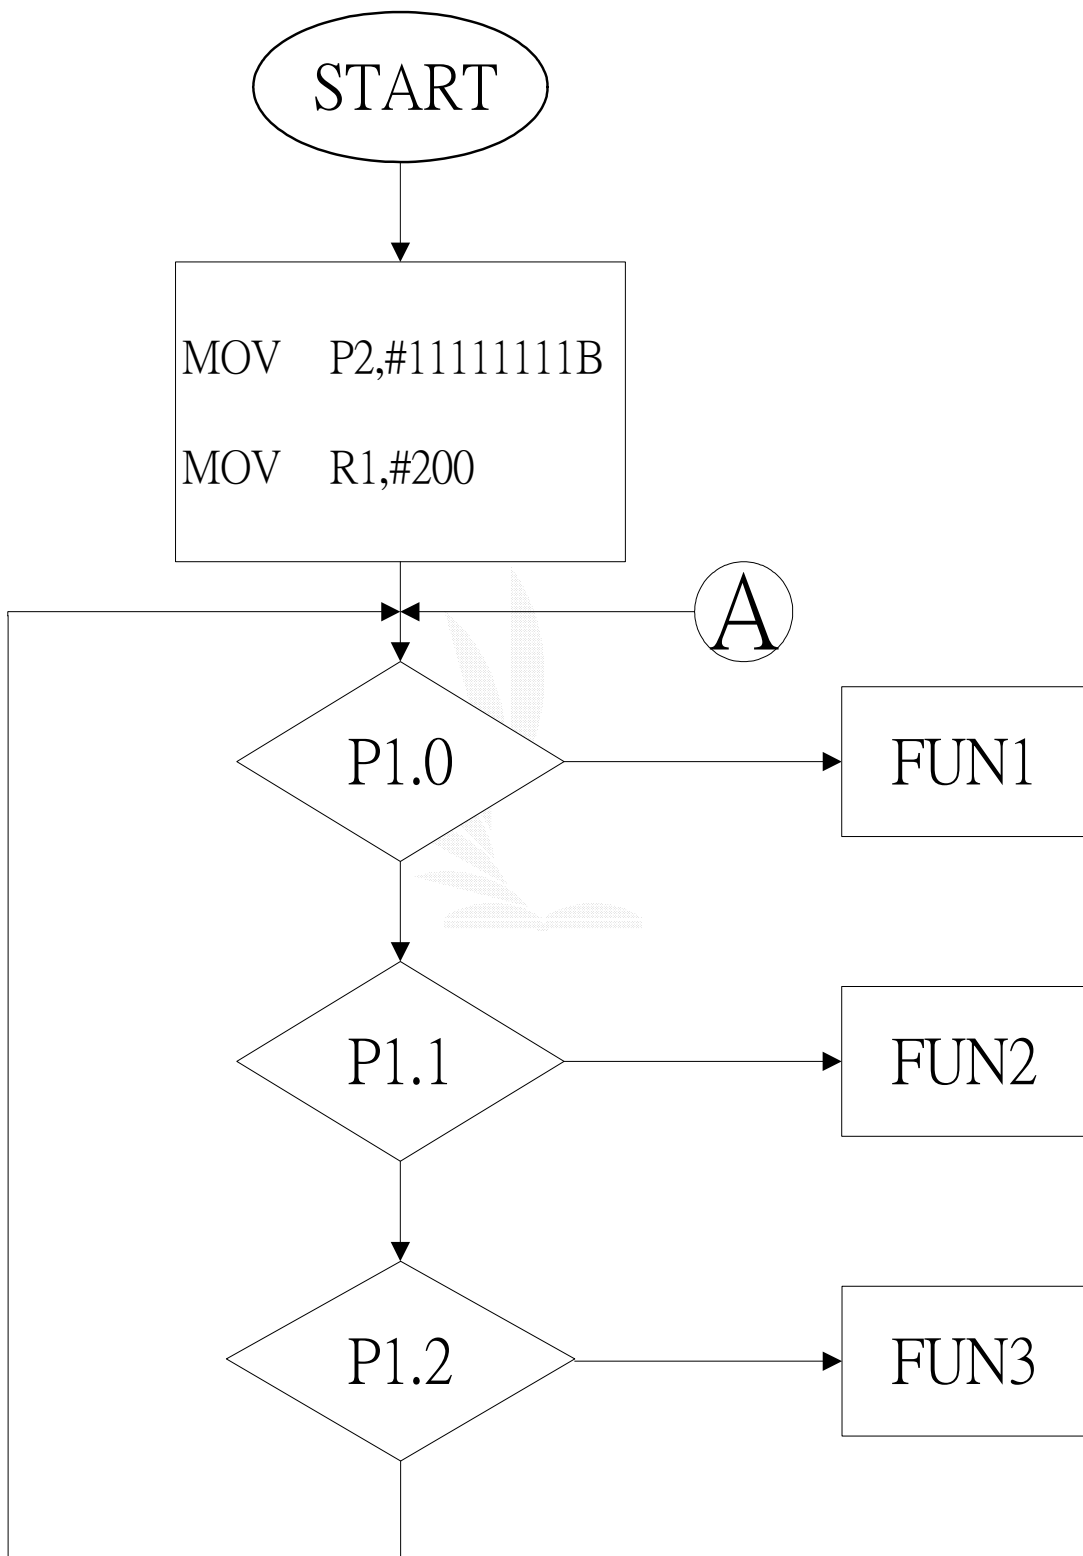 START
MOV P2,#11111111B
MOV R1,#200
A
P1.0
FUN1
P1.1
FUN2
P1.2
FUN3